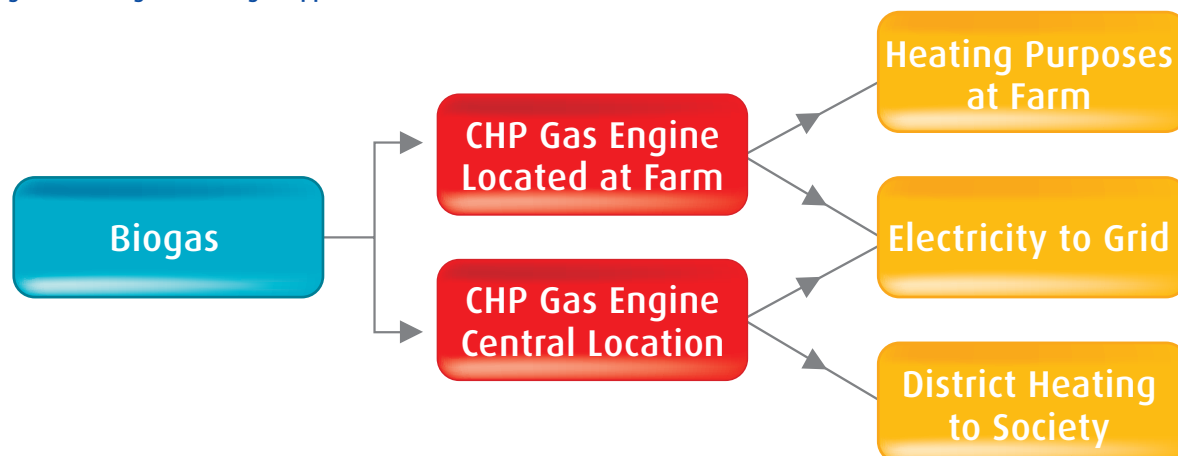 Biogas
CHP Gas Engine
Located at Farm
CHP Gas Engine
Central Location
Heating Purposes
at Farm
Electricity to Grid
District Heating
to Society